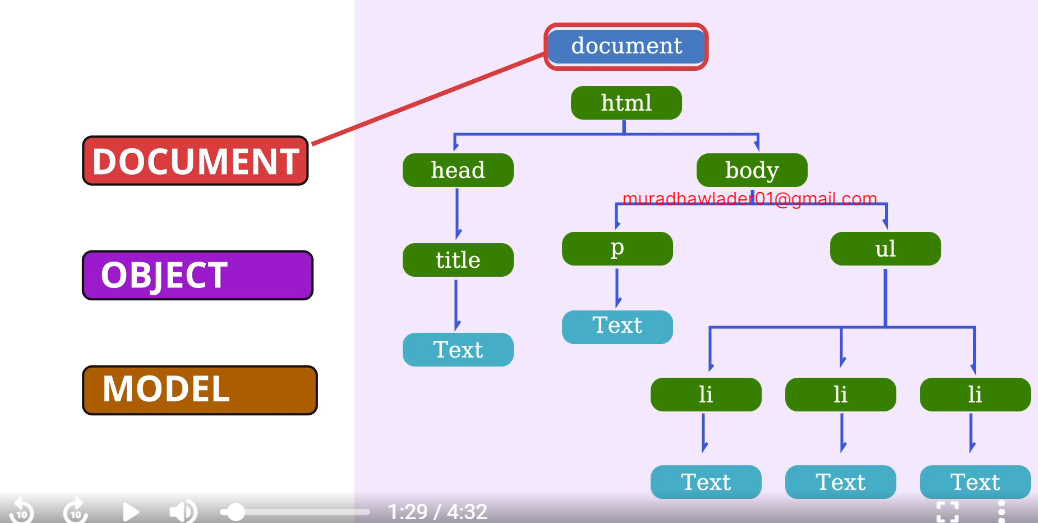 document
html
DOCUMENT
head body
muradhawlader01@gmail.com
p ul
title
OBJECT
Text
Text
MODEL
li li li
Text Text Text
10 10 1:29 / 4:32